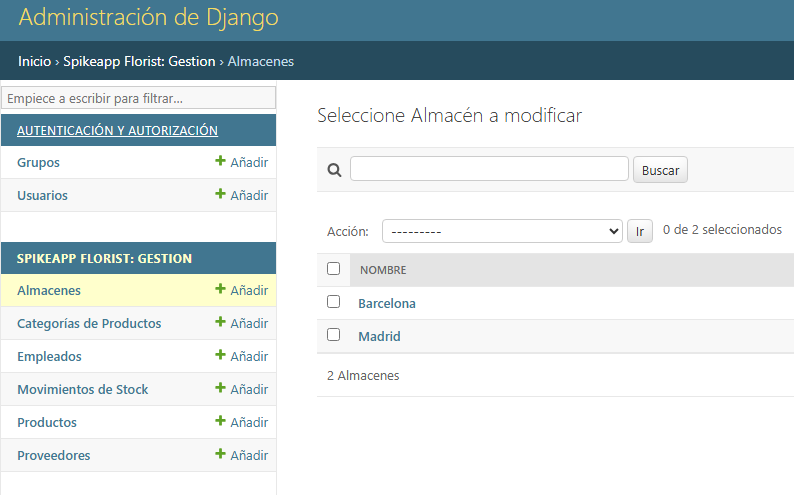 Administración de Django
Inicio › Spikeapp Florist: Gestion › Almacenes
Empiece a escribir para filtrar...
AUTENTICACIÓN Y AUTORIZACIÓN
Grupos + Añadir
Usuarios + Añadir
SPIKEAPP FLORIST: GESTION
Almacenes + Añadir
Categorías de Productos + Añadir
Empleados + Añadir
Movimientos de Stock + Añadir
Productos + Añadir
Proveedores + Añadir
Seleccione Almacén a modificar
Buscar
Acción: --------- Ir 0 de 2 seleccionados
NOMBRE
Barcelona
Madrid
2 Almacenes